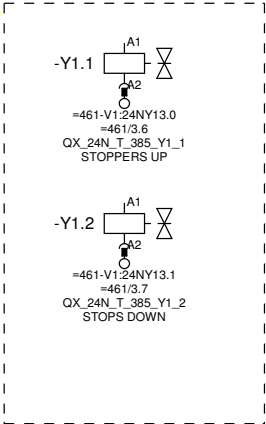 A1
-Y1.1
A2
=461-V1:24NY13.0
=461/3.6
QX_24N_T_385_Y1_1
STOPPERS UP
A1
-Y1.2
A2
=461-V1:24NY13.1
=461/3.7
QX_24N_T_385_Y1_2
STOPS DOWN